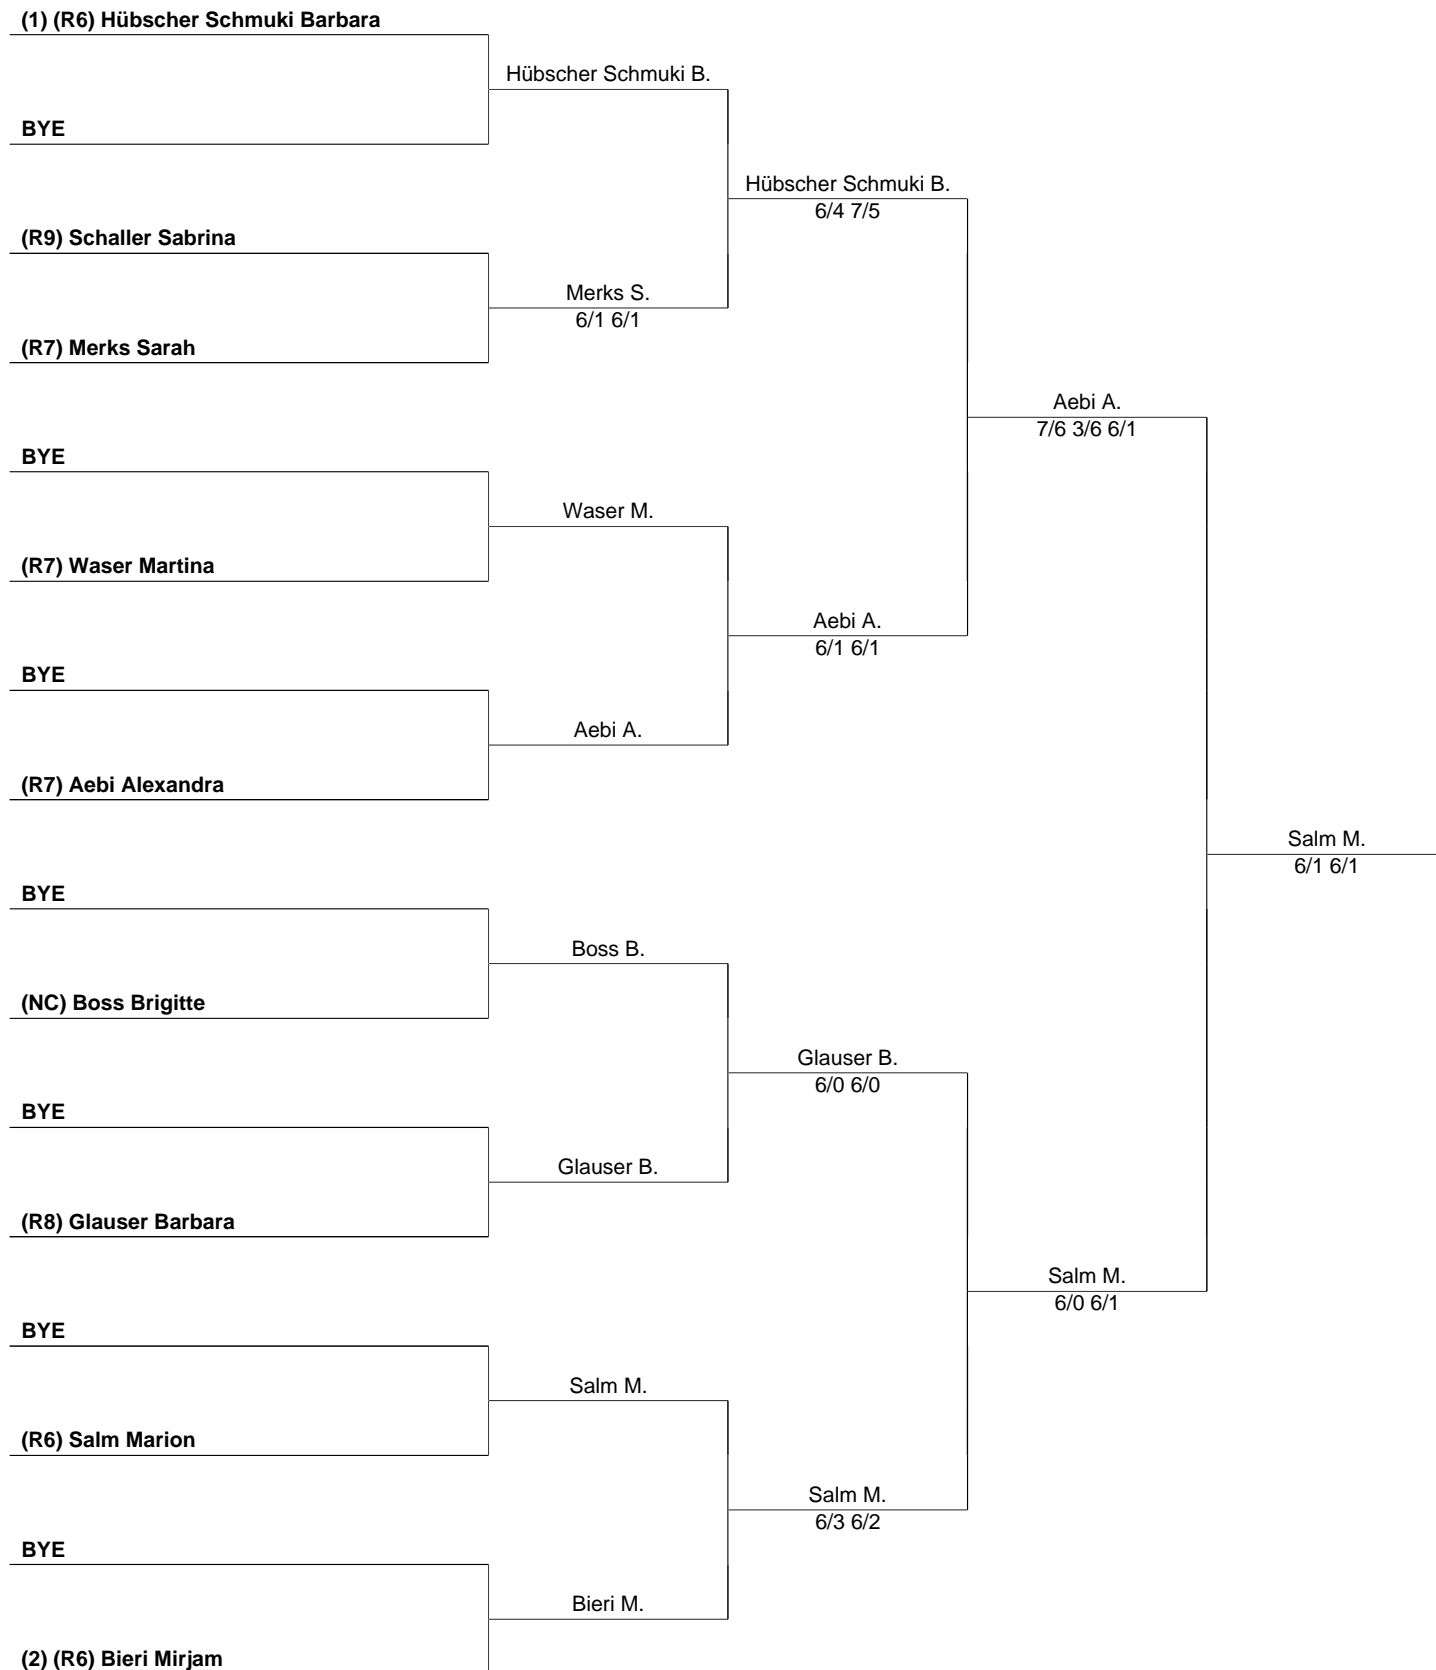 (1) (R6) Hübscher Schmuki Barbara
Hübscher Schmuki B.
BYE
Hübscher Schmuki B.
6/4 7/5
(R9) Schaller Sabrina
Merks S.
6/1 6/1
(R7) Merks Sarah
Aebi A.
7/6 3/6 6/1
BYE
Waser M.
(R7) Waser Martina
Aebi A.
6/1 6/1
BYE
Aebi A.
(R7) Aebi Alexandra
Salm M.
6/1 6/1
BYE
Boss B.
(NC) Boss Brigitte
Glauser B.
6/0 6/0
BYE
Glauser B.
(R8) Glauser Barbara
Salm M.
6/0 6/1
BYE
Salm M.
(R6) Salm Marion
Salm M.
6/3 6/2
BYE
Bieri M.
(2) (R6) Bieri Mirjam